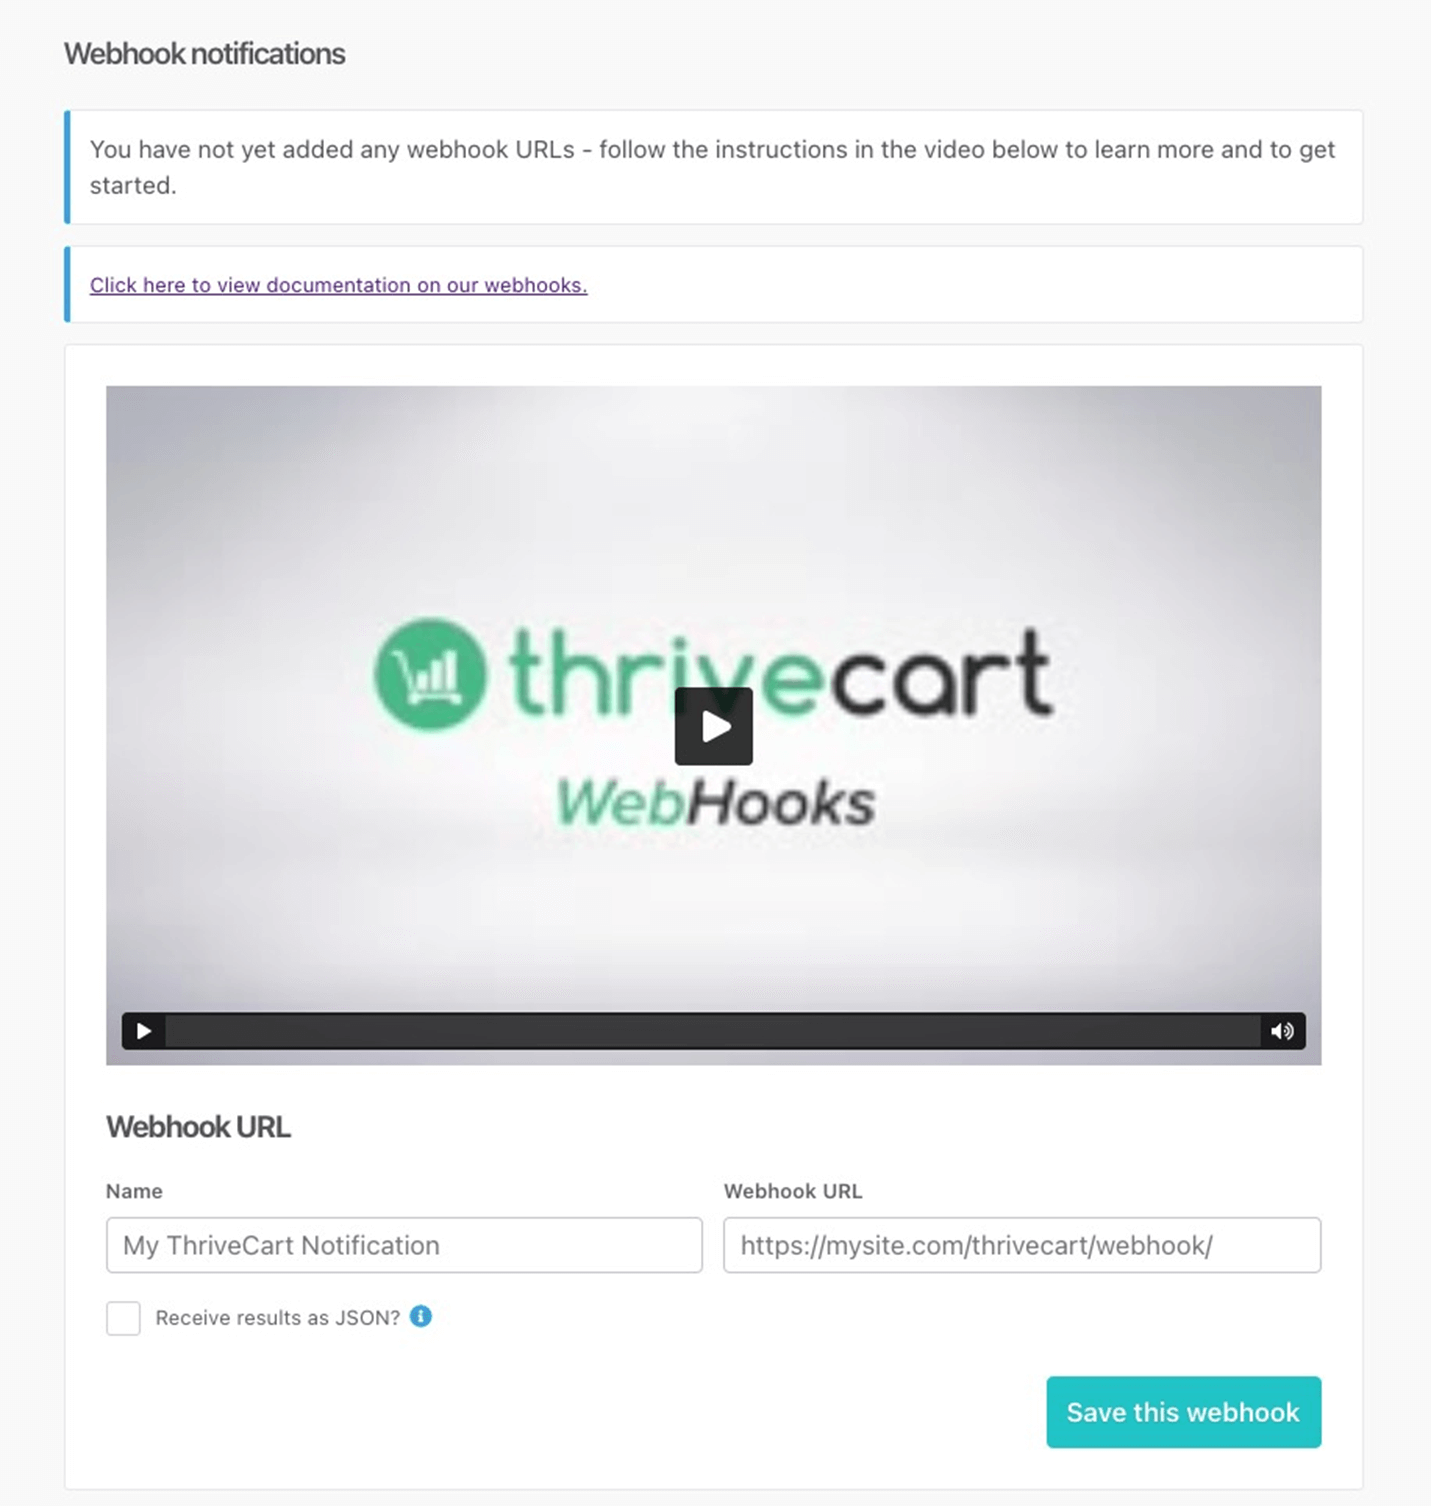 Webhook notifications
You have not yet added any webhook URLs - follow the instructions in the video below to learn more and to get
started.
Click here to view documentation on our webhooks.
thrivecart
WebHooks
Webhook URL
Name
Webhook URL
My ThriveCart Notification
https://mysite.com/thrivecart/webhook/
Receive results as JSON?
Save this webhook